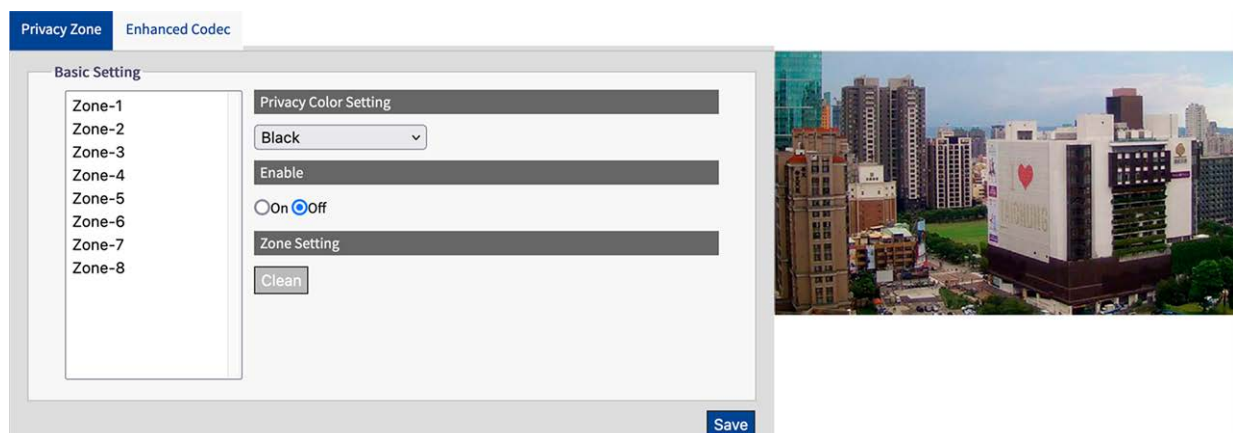 Privacy Zone
Enhanced Codec
Basic Setting
Zone-1
Zone-2
Zone-3
Zone-4
Zone-5
Zone-6
Zone-7
Zone-8
Privacy Color Setting
Black
Enable
On Off
Zone Setting
Clean
Save
I
TAICHUNG